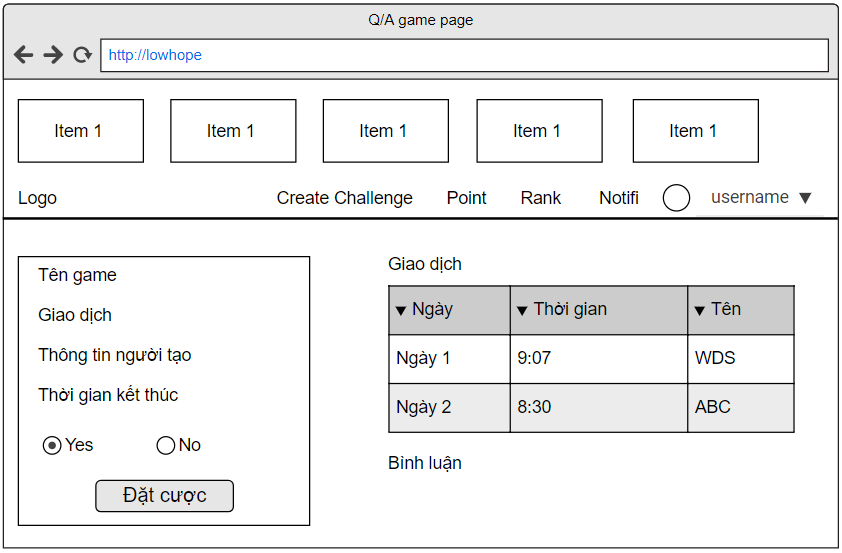 Q/A game page
http://lowhope
Item 1 Item 1 Item 1 Item 1 Item 1
Logo Create Challenge Point Rank Notifi username
Tên game
Giao dịch
Thông tin người tạo
Thời gian kết thúc
Yes No
Đặt cược
Giao dịch
Ngày Thời gian Tên
Ngày 1 9:07 WDS
Ngày 2 8:30 ABC
Bình luận